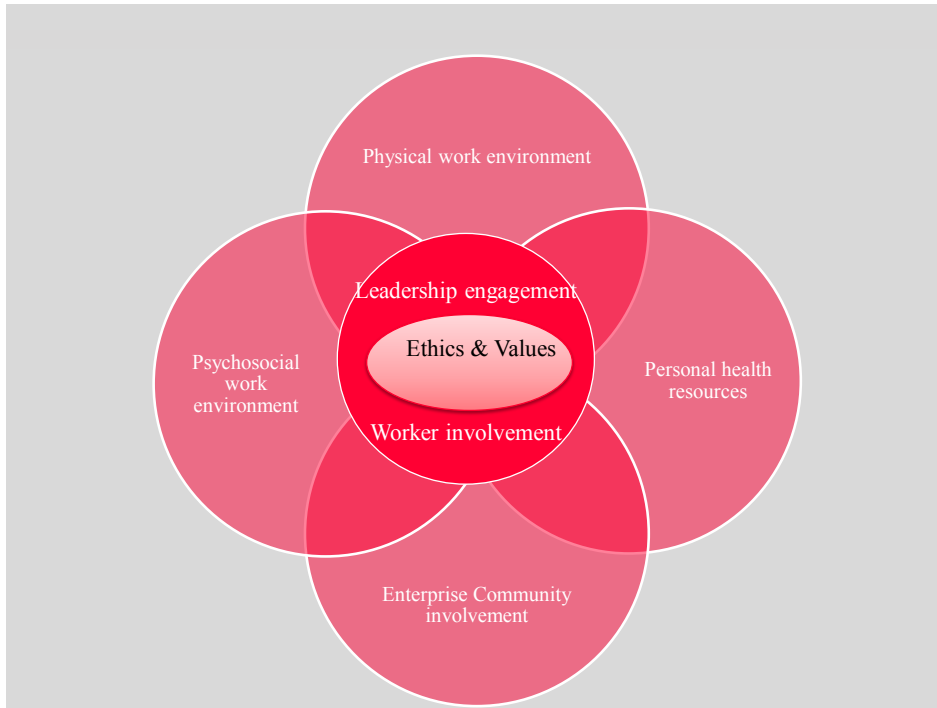 Physical work environment
Leadership engagement
Ethics & Values
Psychosocial
work
environment
Personal health
resources
Worker involvement
Enterprise Community
involvement